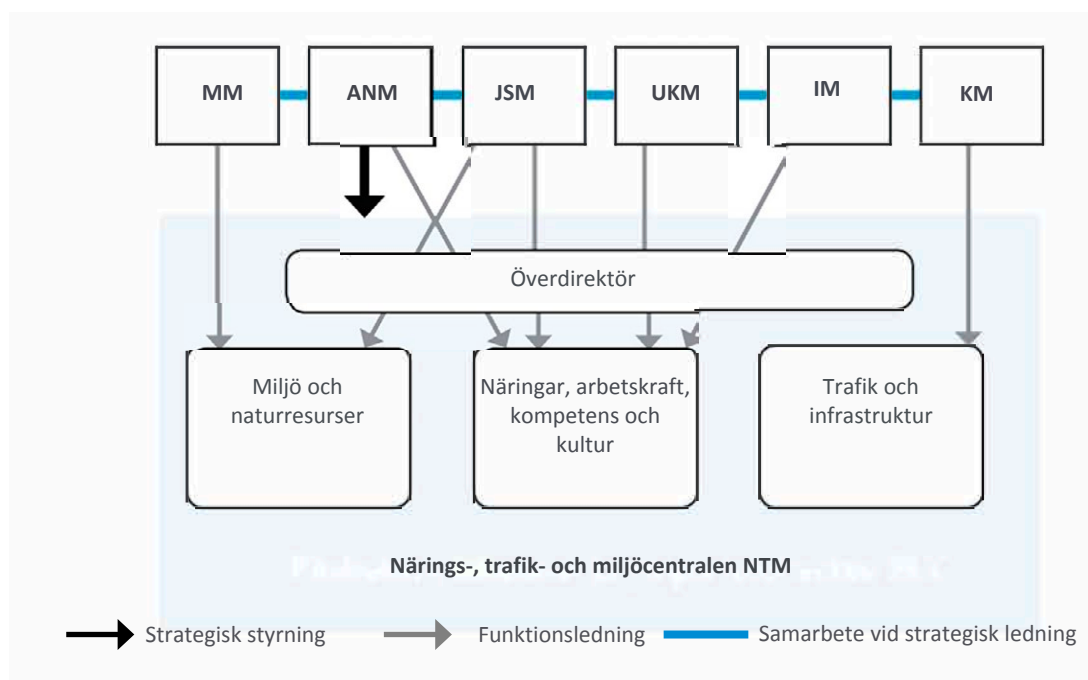 MM
ANM
JSM
UKM
IM
KM
Överdirektör
Miljö och
naturresurser
Näringar, arbetskraft,
kompetens och
kultur
Trafik och
infrastruktur
Närings-, trafik- och miljöcentralen NTM
Strategisk styrning
Funktionsledning
Samarbete vid strategisk ledning